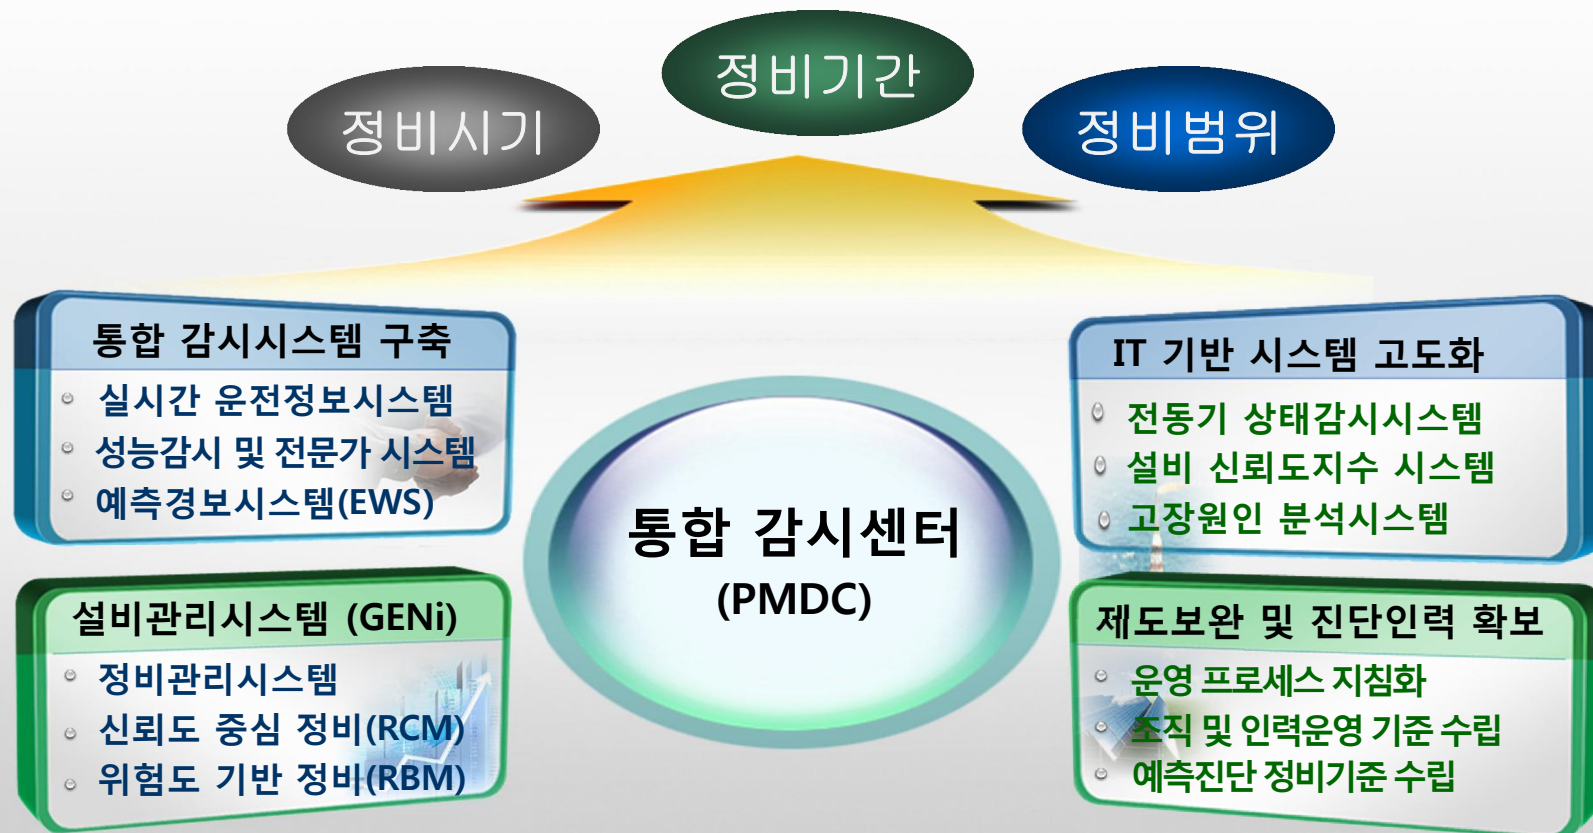 정비시기
정비기간
정비범위
통합 감시시스템 구축
실시간 운전정보시스템
성능감시 및 전문가 시스템
예측경보시스템(EWS)
IT 기반 시스템 고도화
전동기 상태감시시스템
설비 신뢰도지수 시스템
고장원인 분석시스템
통합 감시센터
(PMDC)
설비관리시스템 (GENi)
정비관리시스템
신뢰도 중심 정비(RCM)
위험도 기반 정비(RBM)
제도보완 및 진단인력 확보
운영 프로세스 지침화
조직 및 인력운영 기준 수립
예측진단 정비기준 수립